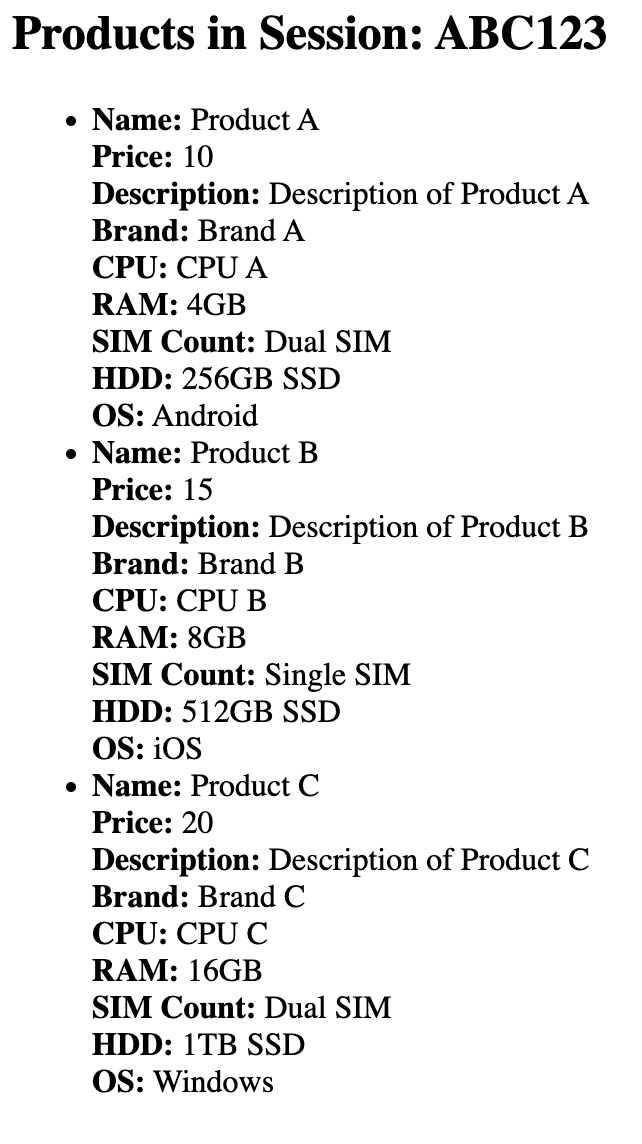 Products in Session: ABC123
Name: Product A
Price: 10
Description: Description of Product A
Brand: Brand A
CPU: CPU A
RAM: 4GB
SIM Count: Dual SIM
HDD: 256GB SSD
OS: Android
Name: Product B
Price: 15
Description: Description of Product B
Brand: Brand B
CPU: CPU B
RAM: 8GB
SIM Count: Single SIM
HDD: 512GB SSD
OS: iOS
Name: Product C
Price: 20
Description: Description of Product C
Brand: Brand C
CPU: CPU C
RAM: 16GB
SIM Count: Dual SIM
HDD: 1TB SSD
OS: Windows